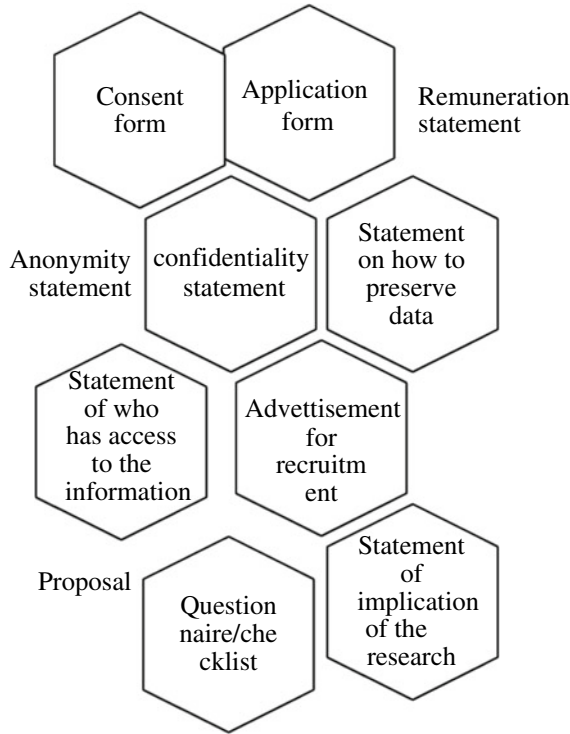 Consent
form
Application
form
Remuneration
statement
Anonymity
statement
confidentiality
statement
Statement
on how to
preserve
data
Statement
of who
has access
to the
information
Advettisement
for
recruitm
ent
Proposal
Question
naire/che
cklist
Statement
of
implication
of the
research